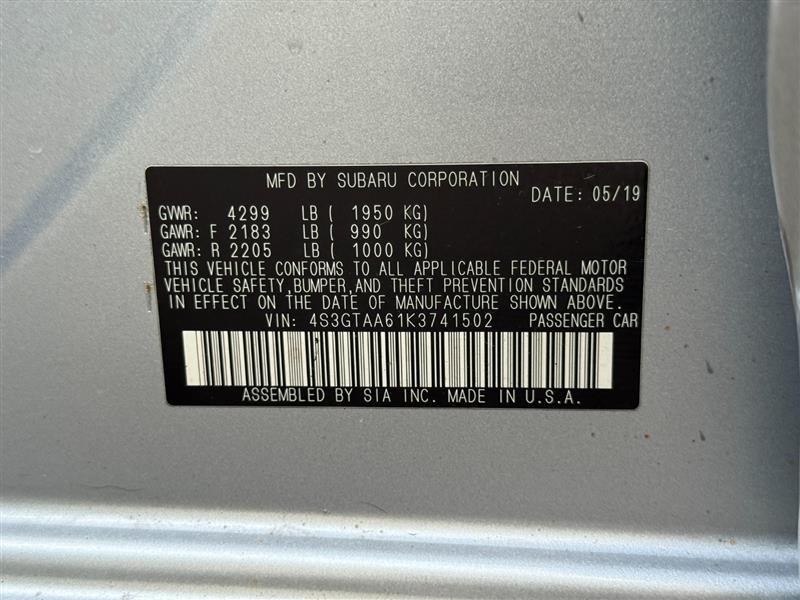 MFD BY SUBARU CORPORATION
DATE: 05/19
GVWR: 4299 LB ( 1950 KG)
GAWR: F 2183 LB ( 990 KG)
GAWR: R 2205 LB ( 1000 KG)
THIS VEHICLE CONFORMS TO ALL APPLICABLE FEDERAL MOTOR
VEHICLE SAFETY,BUMPER,AND THEFT PREVENTION STANDARDS
IN EFFECT ON THE DATE OF MANUFACTURE SHOWN ABOVE.
VIN: 4S3GTAA61K3741502 PASSENGER CAR
ASSEMBLED BY SIA INC. MADE IN U.S.A.